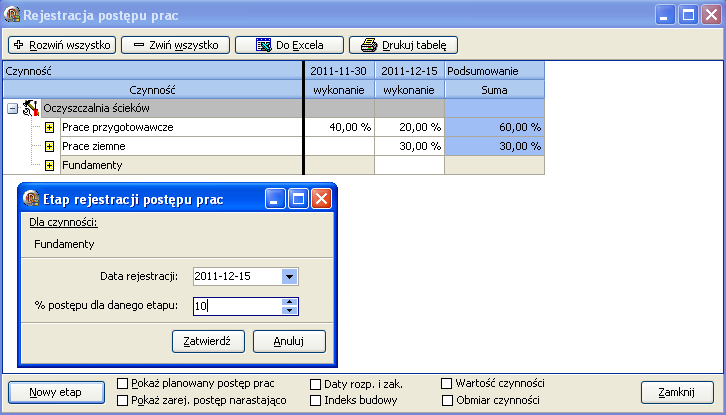 Rejestracja postępu prac
Rozwiń wszystko
Zwiń wszystko
Do Excela
Drukuj tabelę
Czynność 2011-11-30 2011-12-15 Podsumowanie
Czynność wykonanie wykonanie Suma
Oczyszczalnia ścieków
Prace przygotowawcze 40,00 % 20,00 % 60,00 %
Prace ziemne 30,00 % 30,00 %
Fundamenty
Etap rejestracji postępu prac
Dla czynności:
Fundamenty
Data rejestracji: 2011-12-15
% postępu dla danego etapu: 10
Zatwierdź Anuluj
Nowy etap
Pokaż planowany postęp prac Daty rozp. i zak. Wartość czynności
Pokaż zarej. postęp narastająco Indeks budowy Obmiar czynności
Zamknij